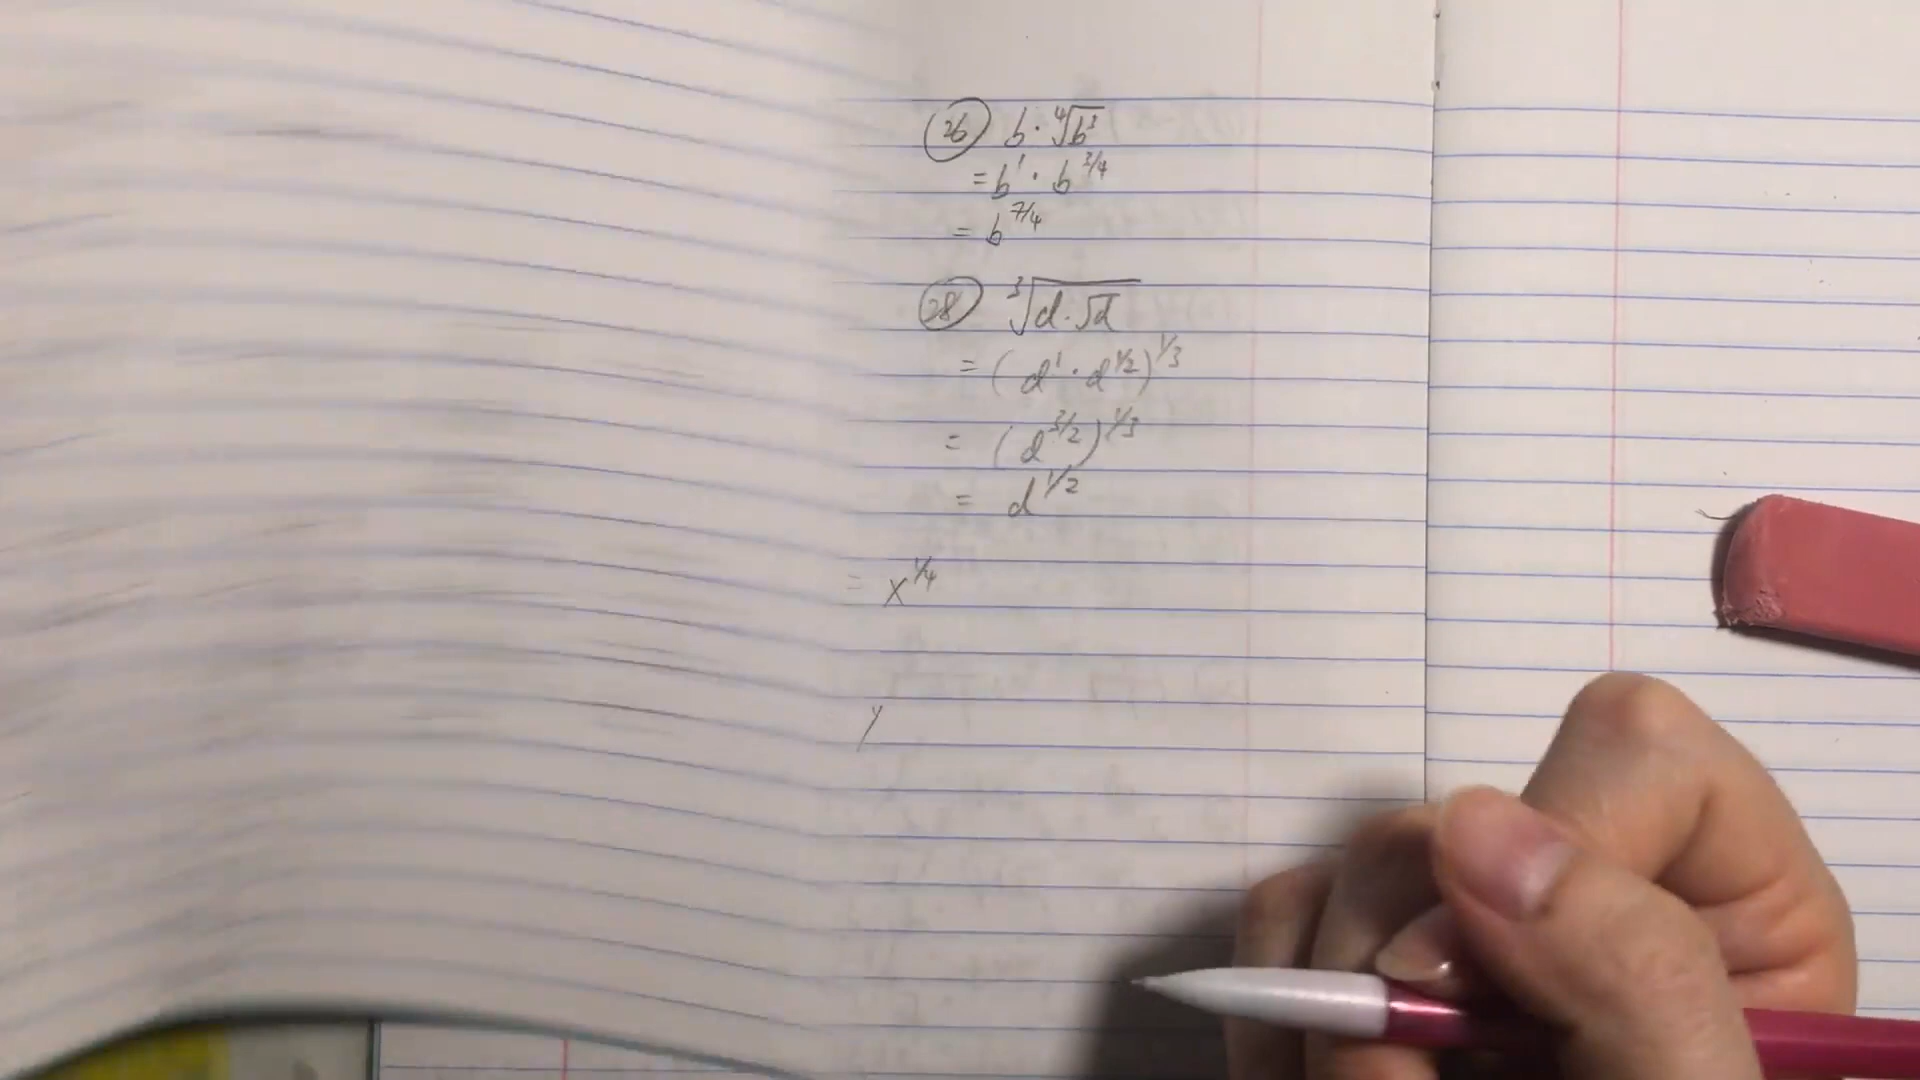 26 b · ⁴√b³
= b¹ · b^3/4
= b^7/4
28 ³√(d · √d)
= (d¹ · d^1/2)^1/3
= (d^3/2)^1/3
= d^1/2
= x^1/4
y